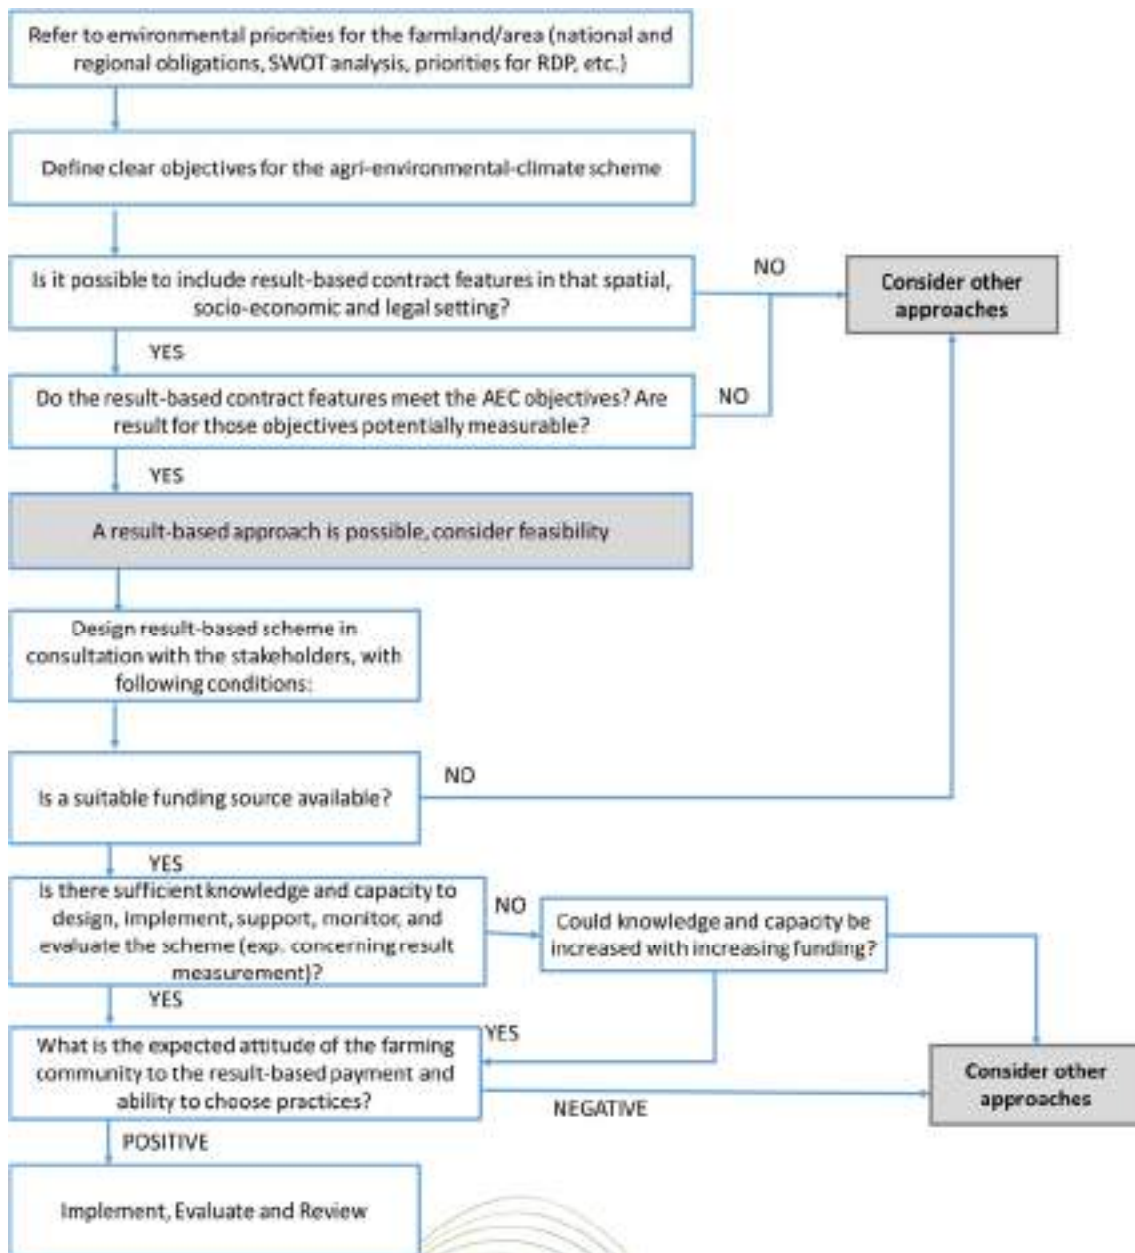 Refer to environmental priorities for the farmland/area (national and
regional obligations, SWOT analysis, priorities for RDP, etc.)
Define clear objectives for the agri-environmental-climate scheme
Is it possible to include result-based contract features in that spatial,
socio-economic and legal setting?
NO
Consider other
approaches
YES
Do the result-based contract features meet the AEC objectives? Are
result for those objectives potentially measurable?
NO
YES
A result-based approach is possible, consider feasibility
Design result-based scheme in
consultation with the stakeholders, with
following conditions:
Is a suitable funding source available?
NO
YES
Is there sufficient knowledge and capacity to
design, implement, support, monitor, and
evaluate the scheme (exp. concerning result
measurement)?
NO
Could knowledge and capacity be
increased with increasing funding?
YES
What is the expected attitude of the farming
community to the result-based payment and
ability to choose practices?
YES
NEGATIVE
Consider other
approaches
POSITIVE
Implement, Evaluate and Review